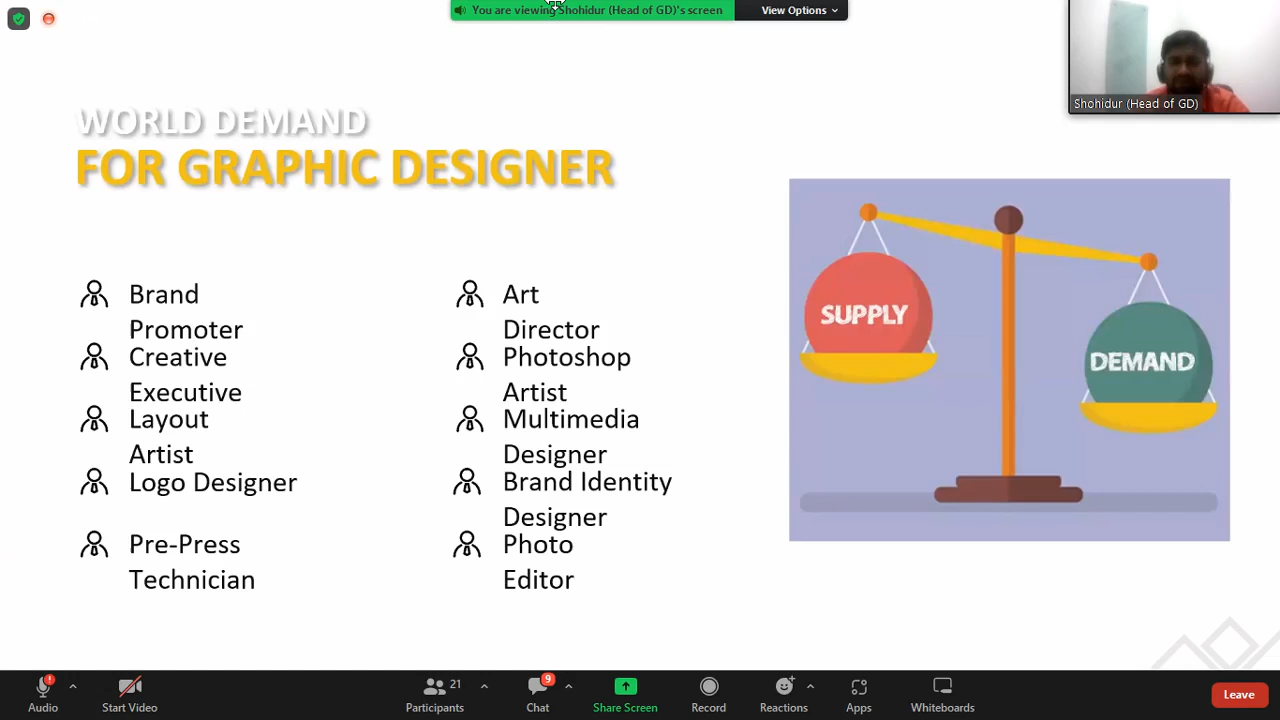 You are viewing Shohidur (Head of GD)'s screen
View Options
Shohidur (Head of GD)
WORLD DEMAND
FOR GRAPHIC DESIGNER
Brand
Promoter
Creative
Executive
Layout
Artist
Logo Designer
Pre-Press
Technician
Art
Director
Photoshop
Artist
Multimedia
Designer
Brand Identity
Designer
Photo
Editor
SUPPLY
DEMAND
Audio
Start Video
21
Participants
9
Chat
Share Screen
Record
Reactions
Apps
Whiteboards
Leave